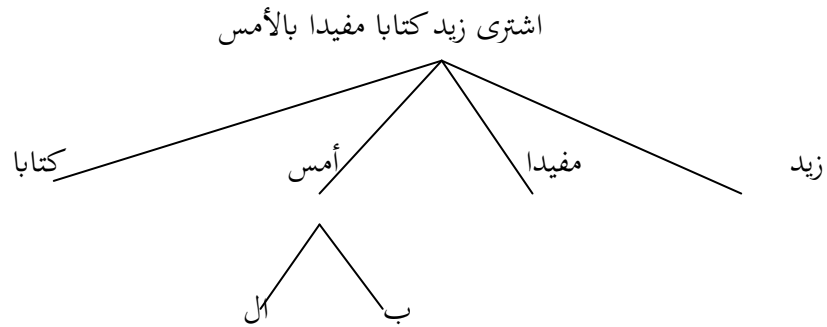 اشترى زيد كتابا مفيدا بالأمس
زيد مفيدا أمس كتابا
ب ال